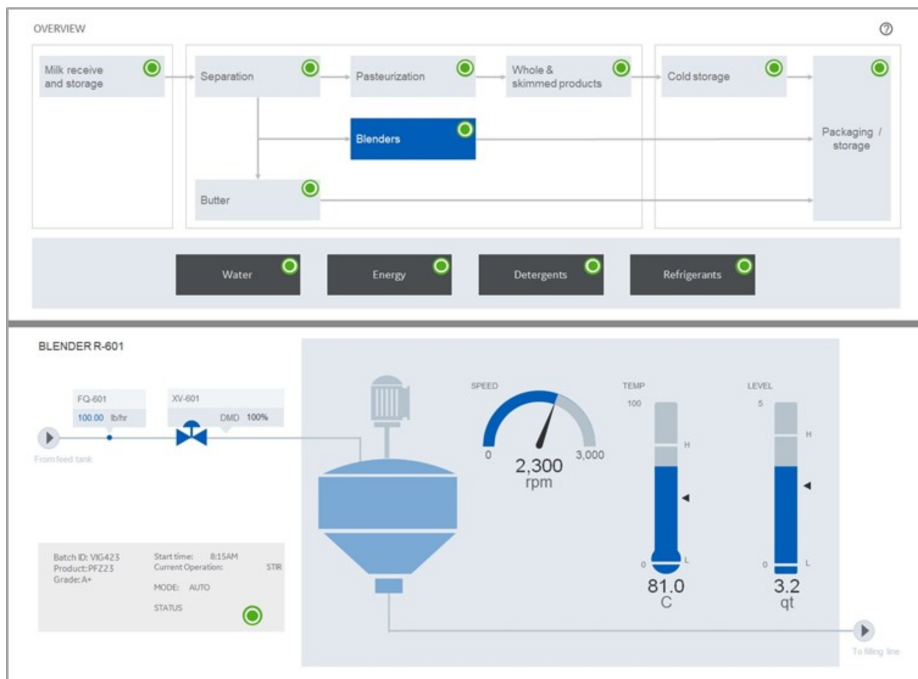 OVERVIEW
?
Milk receive
and storage
Separation
Pasteurization
Whole &
skimmed products
Cold storage
Packaging /
storage
Blenders
Butter
Water
Energy
Detergents
Refrigerants
BLENDER R-601
FQ-601
100.00 lb/hr
XV-601
DMD 100%
From feed tank
SPEED
0
3,000
2,300
rpm
TEMP
100
H
L
0
81.0
C
LEVEL
5
H
L
0
3.2
qt
Batch ID: VIG423
Product:PFZ23
Grade:A+
Start time: 8:15AM
Current Operation: STIR
MODE: AUTO
STATUS
To filling line